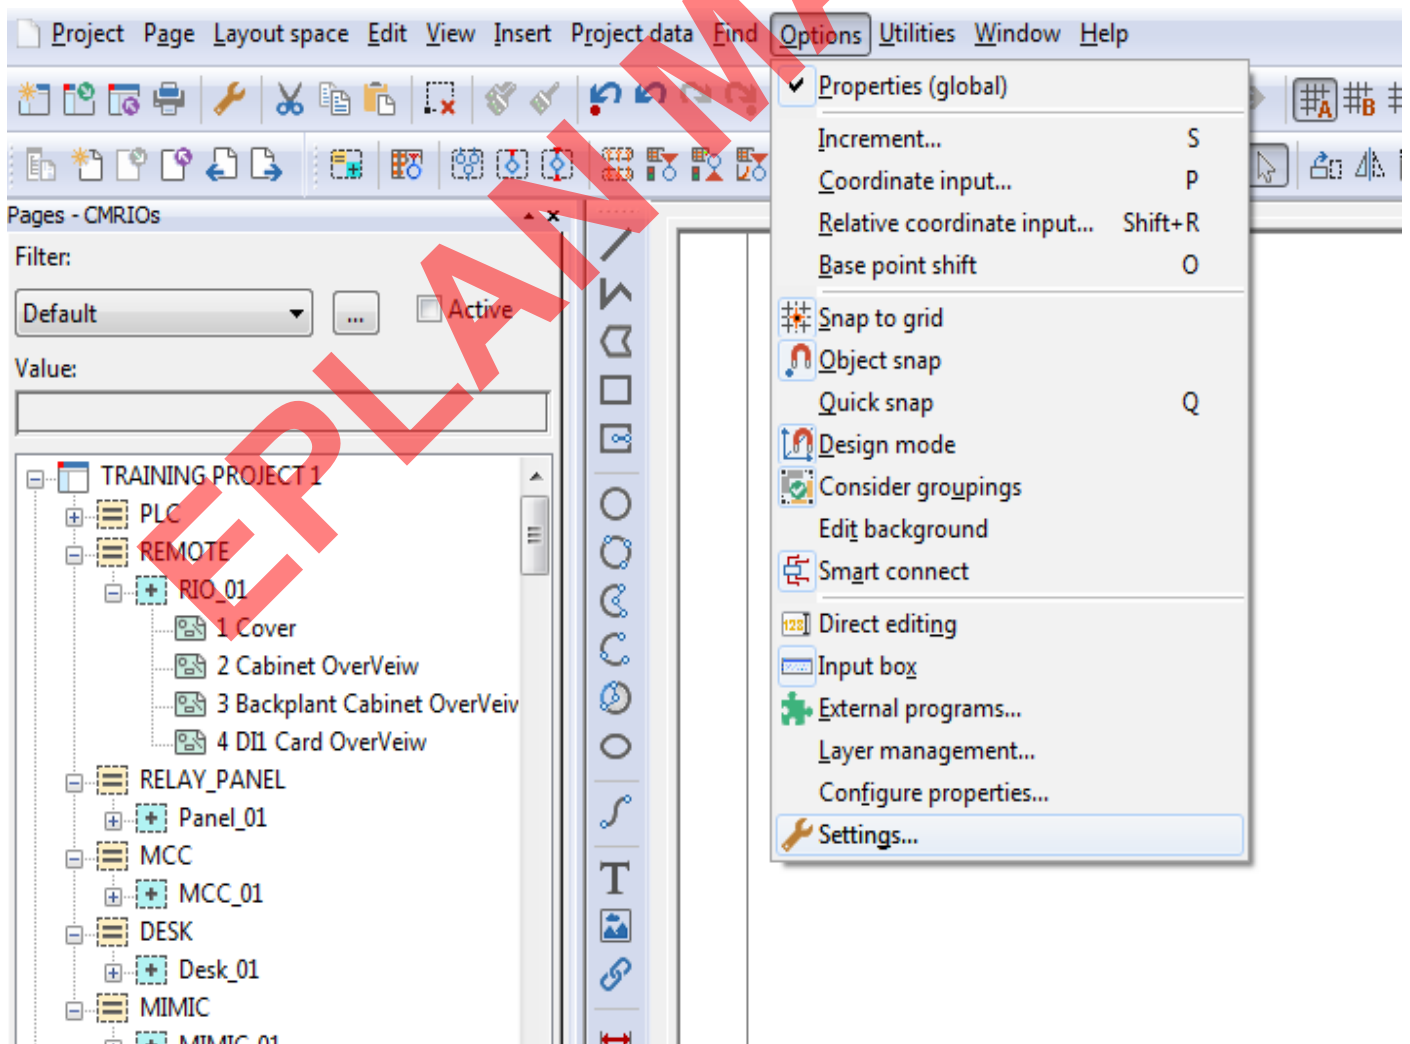 Project Page Layout space Edit View Insert Project data Find Options Utilities Window Help
Properties (global)
Increment... S
Coordinate input... P
Relative coordinate input... Shift+R
Base point shift O
Snap to grid
Object snap
Quick snap Q
Design mode
Consider groupings
Edit background
Smart connect
Direct editing
Input box
External programs...
Layer management...
Configure properties...
Settings...
Pages - CMRIOs
Filter:
Default
...
Active
Value:
TRAINING PROJECT 1
PLC
REMOTE
RIO_01
1 Cover
2 Cabinet OverVeiw
3 Backplant Cabinet OverVeiw
4 DI1 Card OverVeiw
RELAY_PANEL
Panel_01
MCC
MCC_01
DESK
Desk_01
MIMIC
MIMIC_01
T
A
B
123
EPLAN MA